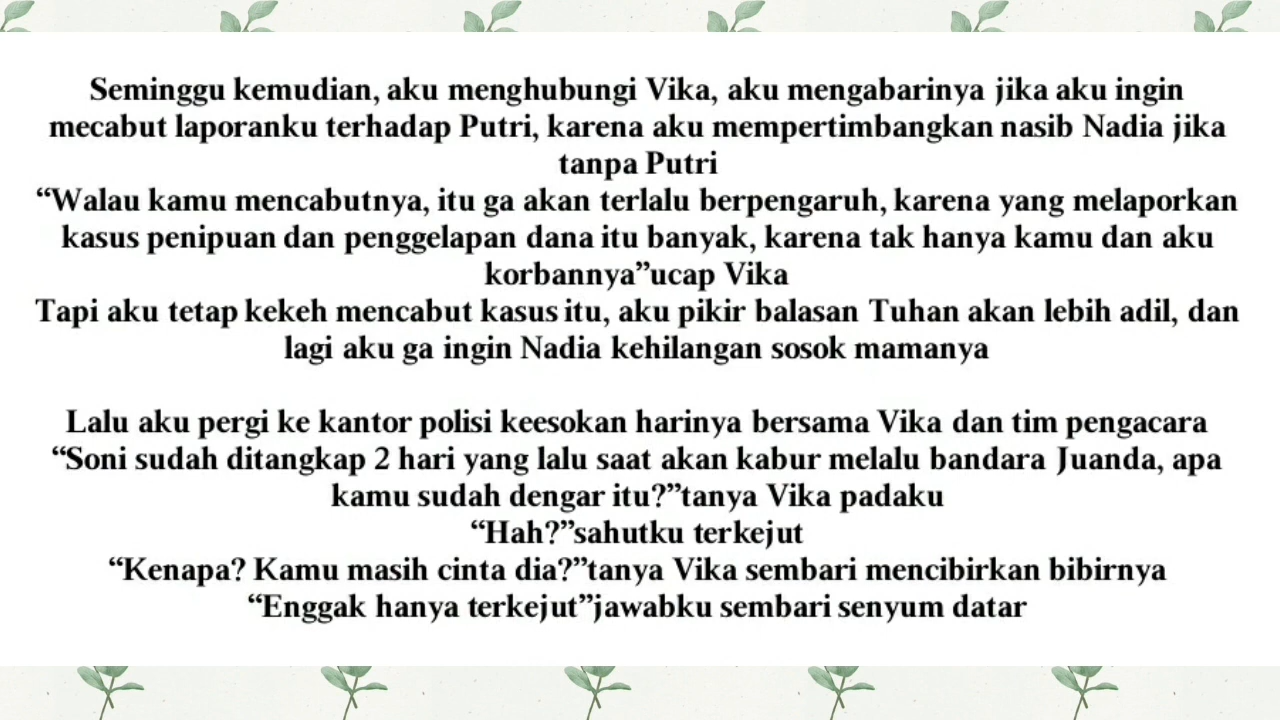 Seminggu kemudian, aku menghubungi Vika, aku mengabarinya jika aku ingin
mecabut laporanku terhadap Putri, karena aku mempertimbangkan nasib Nadia jika
tanpa Putri
“Walau kamu mencabutnya, itu ga akan terlalu berpengaruh, karena yang melaporkan
kasus penipuan dan penggelapan dana itu banyak, karena tak hanya kamu dan aku
korbannya”ucap Vika
Tapi aku tetap kekeh mencabut kasus itu, aku pikir balasan Tuhan akan lebih adil, dan
lagi aku ga ingin Nadia kehilangan sosok mamanya
Lalu aku pergi ke kantor polisi keesokan harinya bersama Vika dan tim pengacara
“Soni sudah ditangkap 2 hari yang lalu saat akan kabur melalu bandara Juanda, apa
kamu sudah dengar itu?”tanya Vika padaku
“Hah?”sahutku terkejut
“Kenapa? Kamu masih cinta dia?”tanya Vika sembari mencibirkan bibirnya
“Enggak hanya terkejut”jawabku sembari senyum datar